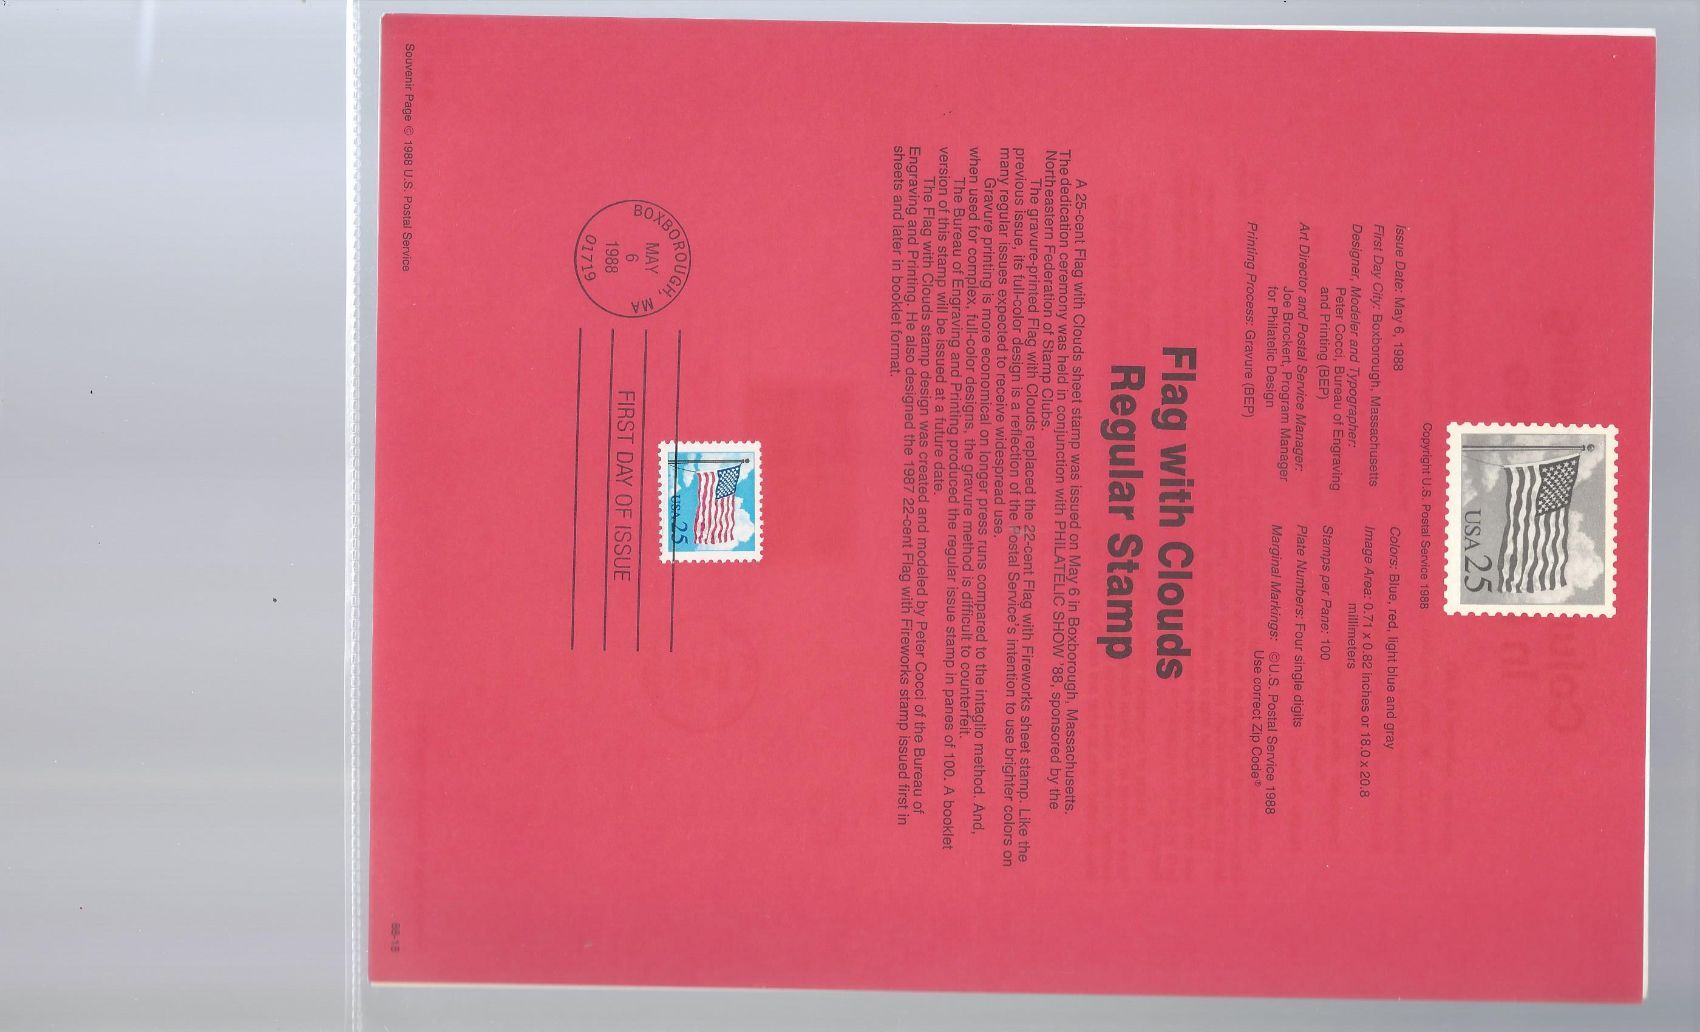 USA 25
Copyright U.S. Postal Service 1988
Issue Date: May 6, 1988
First Day City: Boxborough, Massachusetts
Designer, Modeler and Typographer:
Peter Cocci, Bureau of Engraving
and Printing (BEP)
Art Director and Postal Service Manager:
Joe Brockert, Program Manager
for Philatelic Design
Printing Process: Gravure (BEP)
Colors: Blue, red, light blue and gray
Image Area: 0.71 x 0.82 inches or 18.0 x 20.8
millimeters
Stamps per Pane: 100
Plate Numbers: Four single digits
Marginal Markings: ©U.S. Postal Service 1988
Use correct Zip Code®
Flag with Clouds
Regular Stamp
A 25-cent Flag with Clouds sheet stamp was issued on May 6 in Boxborough, Massachusetts.
The dedication ceremony was held in conjunction with PHILATELIC SHOW '88, sponsored by the
Northeastern Federation of Stamp Clubs.
The gravure-printed Flag with Clouds replaced the 22-cent Flag with Fireworks sheet stamp. Like the
previous issue, its full-color design is a reflection of the Postal Service's intention to use brighter colors on
many regular issues expected to receive widespread use.
Gravure printing is more economical on longer press runs compared to the intaglio method. And,
when used for complex, full-color designs, the gravure method is difficult to counterfeit.
The Bureau of Engraving and Printing produced the regular issue stamp in panes of 100. A booklet
version of this stamp will be issued at a future date.
The Flag with Clouds stamp design was created and modeled by Peter Cocci of the Bureau of
Engraving and Printing. He also designed the 1987 22-cent Flag with Fireworks stamp issued first in
sheets and later in booklet format.
USA 25
BOXBOROUGH, MA
MAY
6
1988
01719
FIRST DAY OF ISSUE
Souvenir Page © 1988 U.S. Postal Service